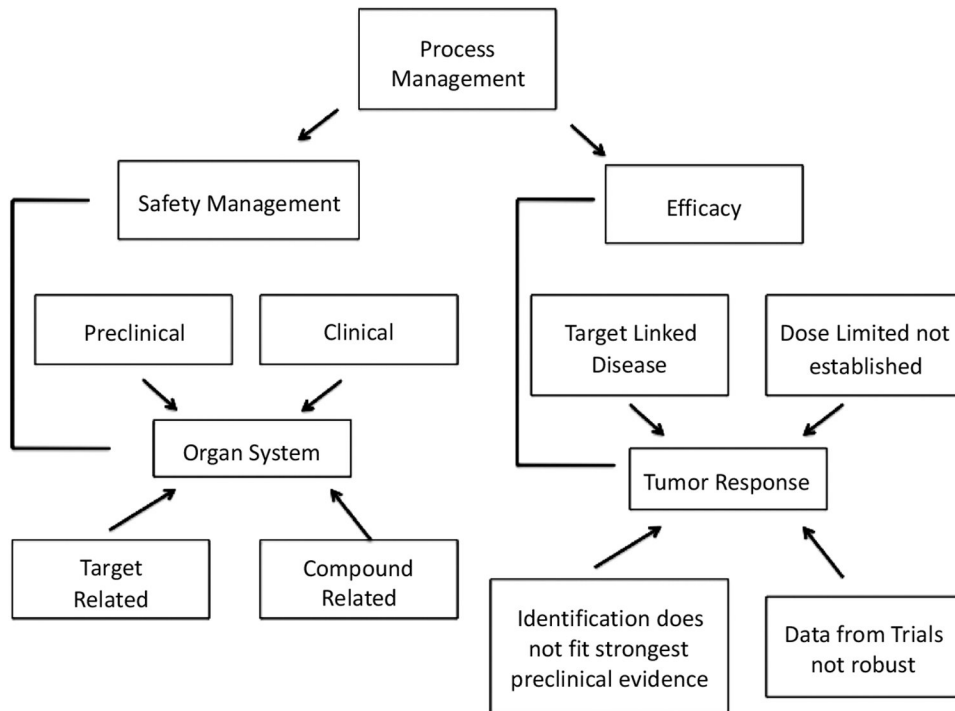 Process
Management
Safety Management
Efficacy
Preclinical
Clinical
Target Linked
Disease
Dose Limited not
established
Organ System
Tumor Response
Target
Related
Compound
Related
Identification does
not fit strongest
preclinical evidence
Data from Trials
not robust